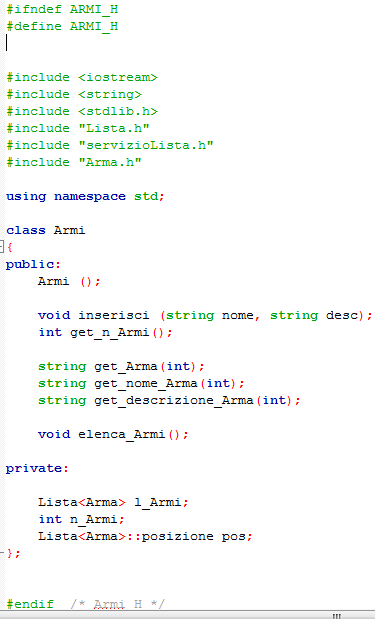 #ifndef ARMI_H
#define ARMI_H
#include <iostream>
#include <string>
#include <stdlib.h>
#include "Lista.h"
#include "servizioLista.h"
#include "Arma.h"
using namespace std;
class Armi
{
public:
Armi ();
void inserisci (string nome, string desc);
int get_n_Armi();
string get_Arma(int);
string get_nome_Arma(int);
string get_descrizione_Arma(int);
void elenca_Armi();
private:
Lista<Arma> l_Armi;
int n_Armi;
Lista<Arma>::posizione pos;
};
#endif  /* Armi H */